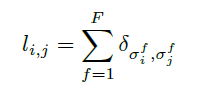 $l_{i,j} = \sum_{f=1}^{F} \delta_{\sigma_i^f, \sigma_j^f}$